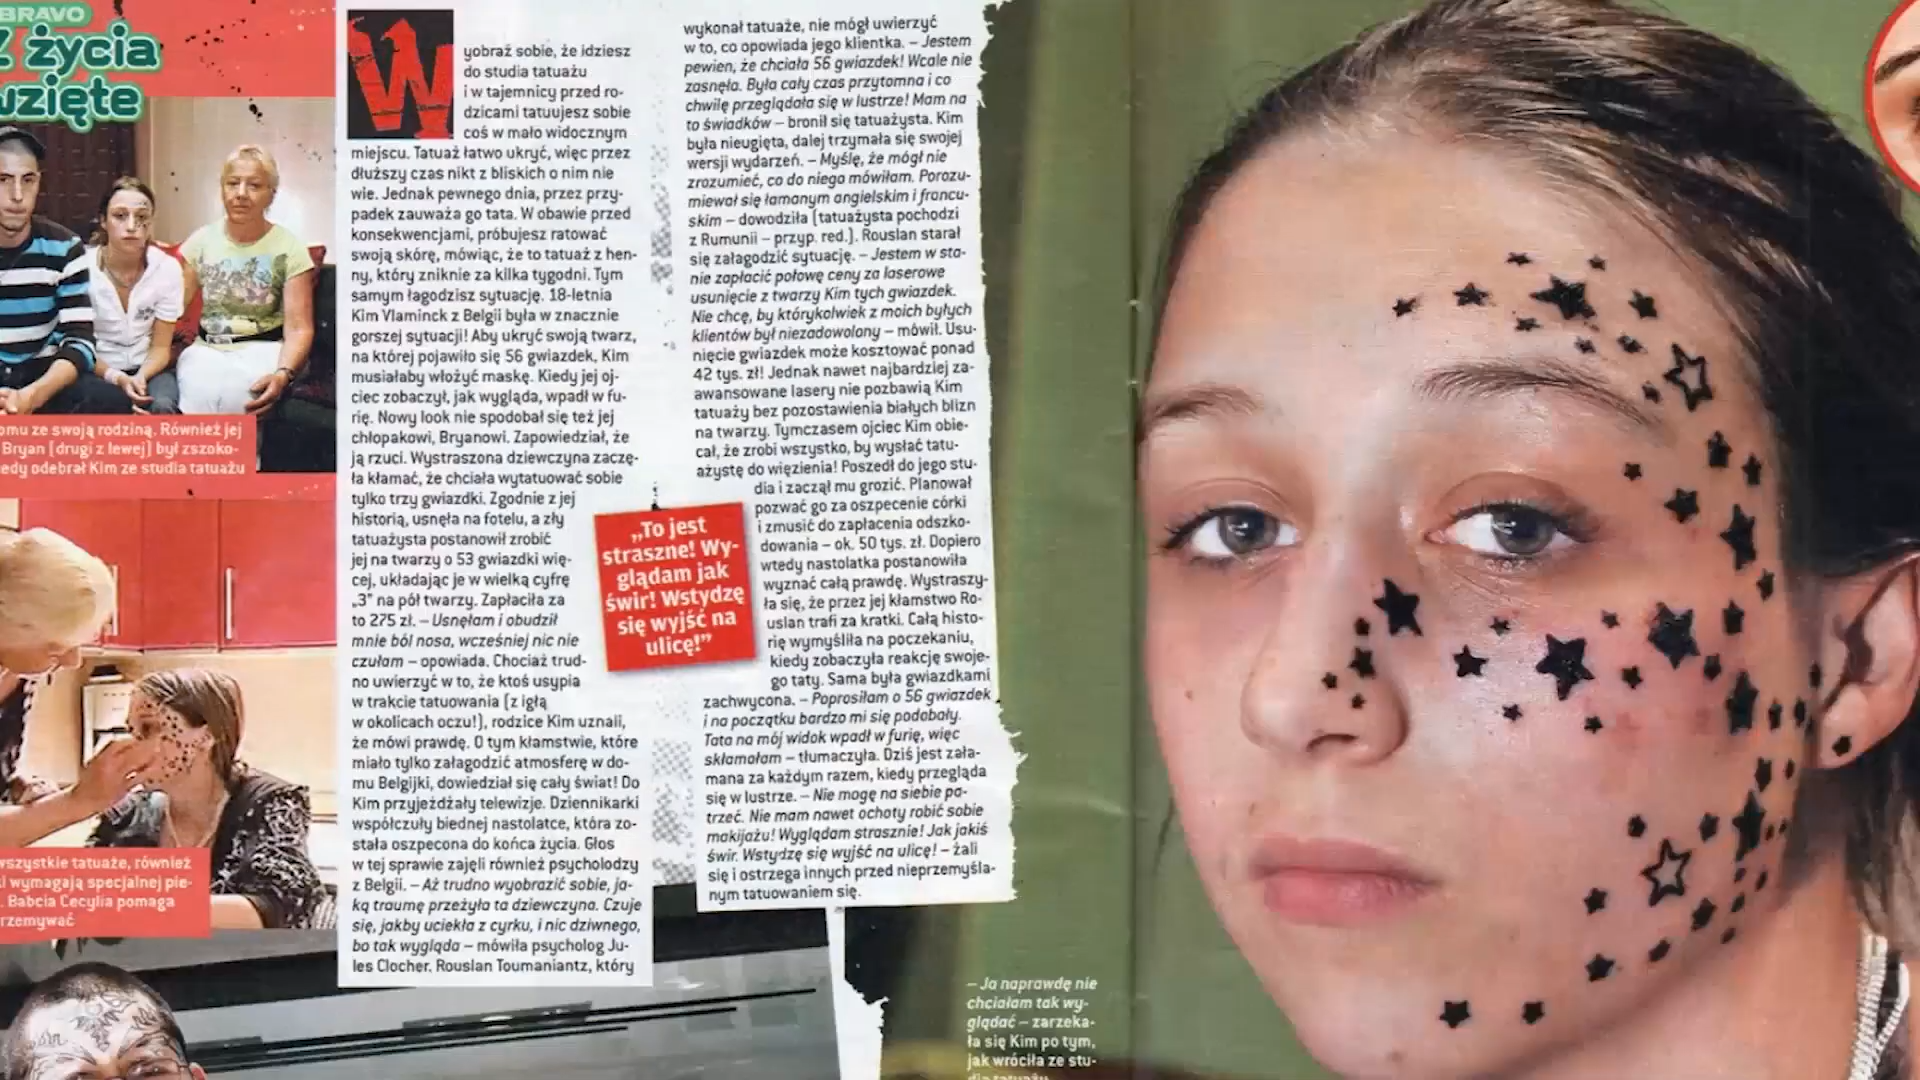 BRAVO
Z życia
wzięte
omu ze swoją rodziną. Również jej
Bryan [drugi z lewej] był zszoko-
edy odebrał Kim ze studia tatuażu
wszystkie tatuaże, również
ki wymagają specjalnej pie-
. Babcia Cecylia pomaga
rzemywać
W
yobraź sobie, że idziesz
do studia tatuażu
i w tajemnicy przed ro-
dzicami tatuujesz sobie
coś w mało widocznym
miejscu. Tatuaż łatwo ukryć, więc przez
dłuższy czas nikt z bliskich o nim nie
wie. Jednak pewnego dnia, przez przy-
padek zauważa go tata. W obawie przed
konsekwencjami, próbujesz ratować
swoją skórę, mówiąc, że to tatuaż z hen-
ny, który zniknie za kilka tygodni. Tym
samym łagodzisz sytuację. 18-letnia
Kim Vlaminck z Belgii była w znacznie
gorszej sytuacji! Aby ukryć swoją twarz,
na której pojawiło się 56 gwiazdek, Kim
musiałaby włożyć maskę. Kiedy jej oj-
ciec zobaczył, jak wygląda, wpadł w fu-
rię. Nowy look nie spodobał się też jej
chłopakowi, Bryanowi. Zapowiedział, że
ją rzuci. Wystraszona dziewczyna zaczę-
ła kłamać, że chciała wytatuować sobie
tylko trzy gwiazdki. Zgodnie z jej
historią, usnęła na fotelu, a zły
tatuażysta postanowił zrobić
jej na twarzy o 53 gwiazdki wię-
cej, układając je w wielką cyfrę
„3" na pół twarzy. Zapłaciła za
to 275 zł. – Usnęłam i obudził
mnie ból nosa, wcześniej nic nie
czułam – opowiada. Chociaż trud-
no uwierzyć w to, że ktoś usypia
w trakcie tatuowania [z igłą
w okolicach oczu!], rodzice Kim uznali,
że mówi prawdę. O tym kłamstwie, które
miało tylko załagodzić atmosferę w do-
mu Belgijki, dowiedział się cały świat! Do
Kim przyjeżdżały telewizje. Dziennikarki
współczuły biednej nastolatce, która zo-
stała oszpecona do końca życia. Głos
w tej sprawie zajęli również psycholodzy
z Belgii. – Aż trudno wyobrazić sobie, ja-
ką traumę przeżyła ta dziewczyna. Czuje
się, jakby uciekła z cyrku, i nic dziwnego,
bo tak wygląda – mówiła psycholog Ju-
les Clocher. Rouslan Toumaniantz, który
wykonał tatuaże, nie mógł uwierzyć
w to, co opowiada jego klientka. – Jestem
pewien, że chciała 56 gwiazdek! Wcale nie
zasnęła. Była cały czas przytomna i co
chwilę przeglądała się w lustrze! Mam na
to świadków – bronił się tatuażysta. Kim
była nieugięta, dalej trzymała się swojej
wersji wydarzeń. – Myślę, że mógł nie
zrozumieć, co do niego mówiłam. Porozu-
miewał się łamanym angielskim i francu-
skim – dowodziła [tatuażysta pochodzi
z Rumunii – przyp. red.]. Rouslan starał
się załagodzić sytuację. – Jestem w sta-
nie zapłacić połowę ceny za laserowe
usunięcie z twarzy Kim tych gwiazdek.
Nie chcę, by którykolwiek z moich byłych
klientów był niezadowolony – mówił. Usu-
nięcie gwiazdek może kosztować ponad
42 tys. zł! Jednak nawet najbardziej za-
awansowane lasery nie pozbawią Kim
tatuaży bez pozostawienia białych blizn
na twarzy. Tymczasem ojciec Kim obie-
cał, że zrobi wszystko, by wysłać tatu-
ażystę do więzienia! Poszedł do jego stu-
dia i zaczął mu grozić. Planował
pozwać go za oszpecenie córki
i zmusić do zapłacenia odszko-
dowania – ok. 50 tys. zł. Dopiero
wtedy nastolatka postanowiła
wyznać całą prawdę. Wystraszy-
ła się, że przez jej kłamstwo Ro-
uslan trafi za kratki. Całą histo-
rię wymyśliła na poczekaniu,
kiedy zobaczyła reakcję swoje-
go taty. Sama była gwiazdkami
zachwycona. – Poprosiłam o 56 gwiazdek
i na początku bardzo mi się podobały.
Tata na mój widok wpadł w furię, więc
skłamałam – tłumaczyła. Dziś jest zała-
mana za każdym razem, kiedy przegląda
się w lustrze. – Nie mogę na siebie pa-
trzeć. Nie mam nawet ochoty robić sobie
makijażu! Wyglądam strasznie! Jak jakiś
świr. Wstydzę się wyjść na ulicę! – żali
się i ostrzega innych przed nieprzemyśla-
nym tatuowaniem się.
„To jest
straszne! Wy-
glądam jak
świr! Wstydzę
się wyjść na
ulicę!"
– Ja naprawdę nie
chciałam tak wy-
glądać – zarzeka-
ła się Kim po tym,
jak wróciła ze stu-
dia tatuażu